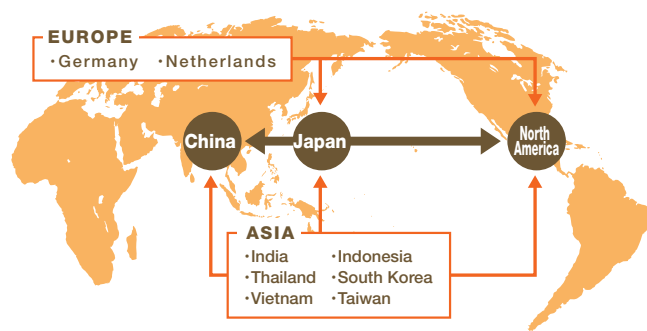 EUROPE
・Germany ・Netherlands
China
Japan
North
America
ASIA
・India ・Indonesia
・Thailand ・South Korea
・Vietnam ・Taiwan